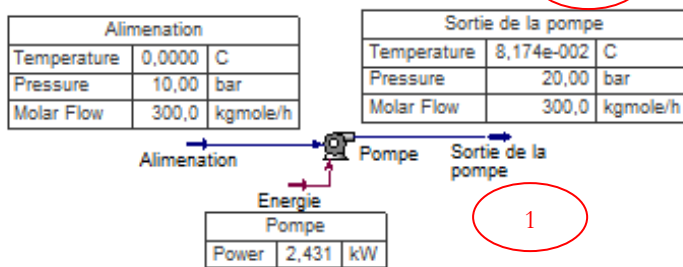 Alimenation
Temperature 0,0000 C
Pressure 10,00 bar
Molar Flow 300,0 kgmole/h
Sortie de la pompe
Temperature 8,174e-002 C
Pressure 20,00 bar
Molar Flow 300,0 kgmole/h
Alimenation
Pompe
Sortie de la
pompe
Energie
Pompe
Power 2,431 kW
1